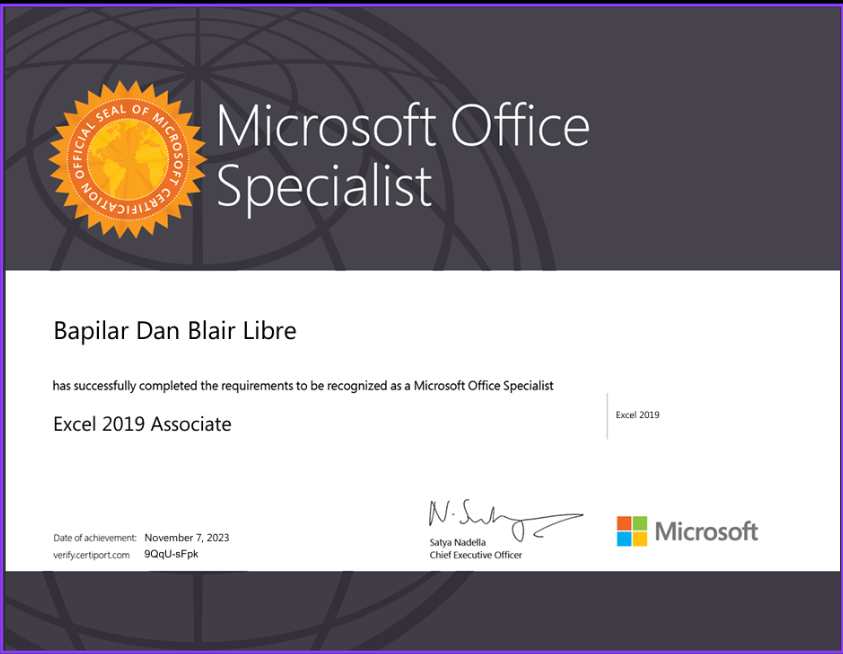 OFFICIAL SEAL OF MICROSOFT CERTIFICATION
Microsoft Office
Specialist
Bapilar Dan Blair Libre
has successfully completed the requirements to be recognized as a Microsoft Office Specialist
Excel 2019 Associate
Excel 2019
N. Satya
Satya Nadella
Chief Executive Officer
Microsoft
Date of achievement: November 7, 2023
verify.certiport.com 9QqU-sFpk